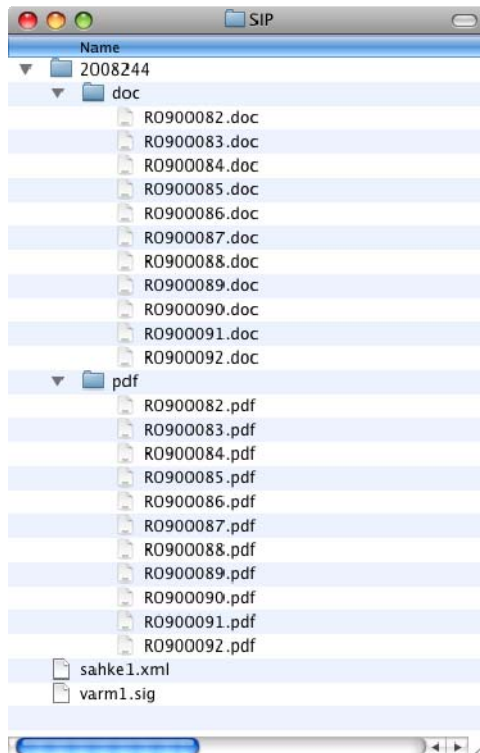 SIP
Name
2008244
doc
RO900082.doc
RO900083.doc
RO900084.doc
RO900085.doc
RO900086.doc
RO900087.doc
RO900088.doc
RO900089.doc
RO900090.doc
RO900091.doc
RO900092.doc
pdf
RO900082.pdf
RO900083.pdf
RO900084.pdf
RO900085.pdf
RO900086.pdf
RO900087.pdf
RO900088.pdf
RO900089.pdf
RO900090.pdf
RO900091.pdf
RO900092.pdf
sahke1.xml
varm1.sig